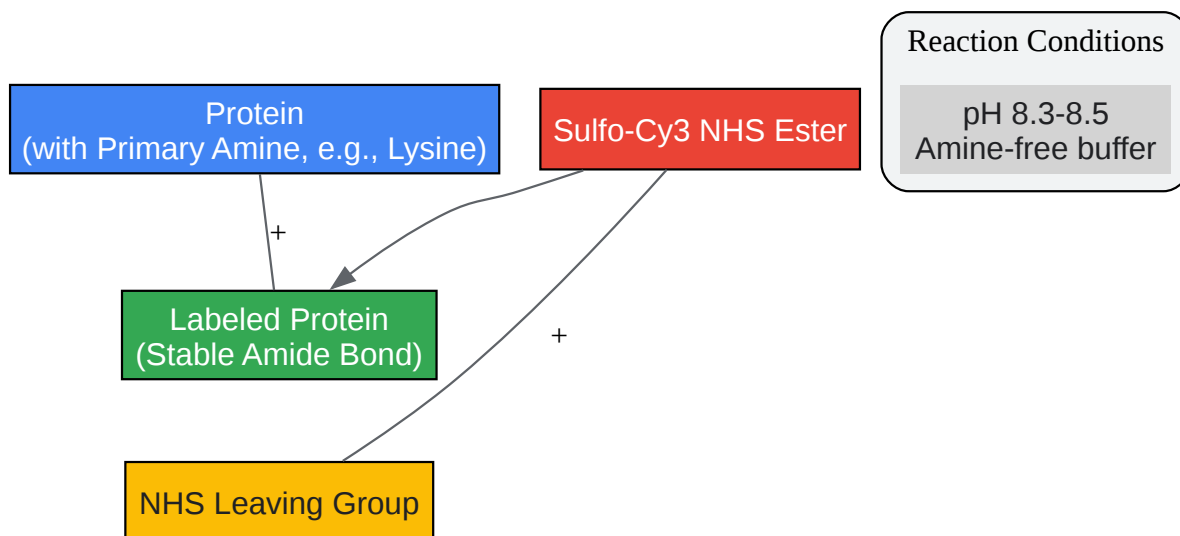 Reaction Conditions
pH 8.3-8.5
Amine-free buffer
Protein
(with Primary Amine, e.g., Lysine)
Sulfo-Cy3 NHS Ester
+
Labeled Protein
(Stable Amide Bond)
+
NHS Leaving Group